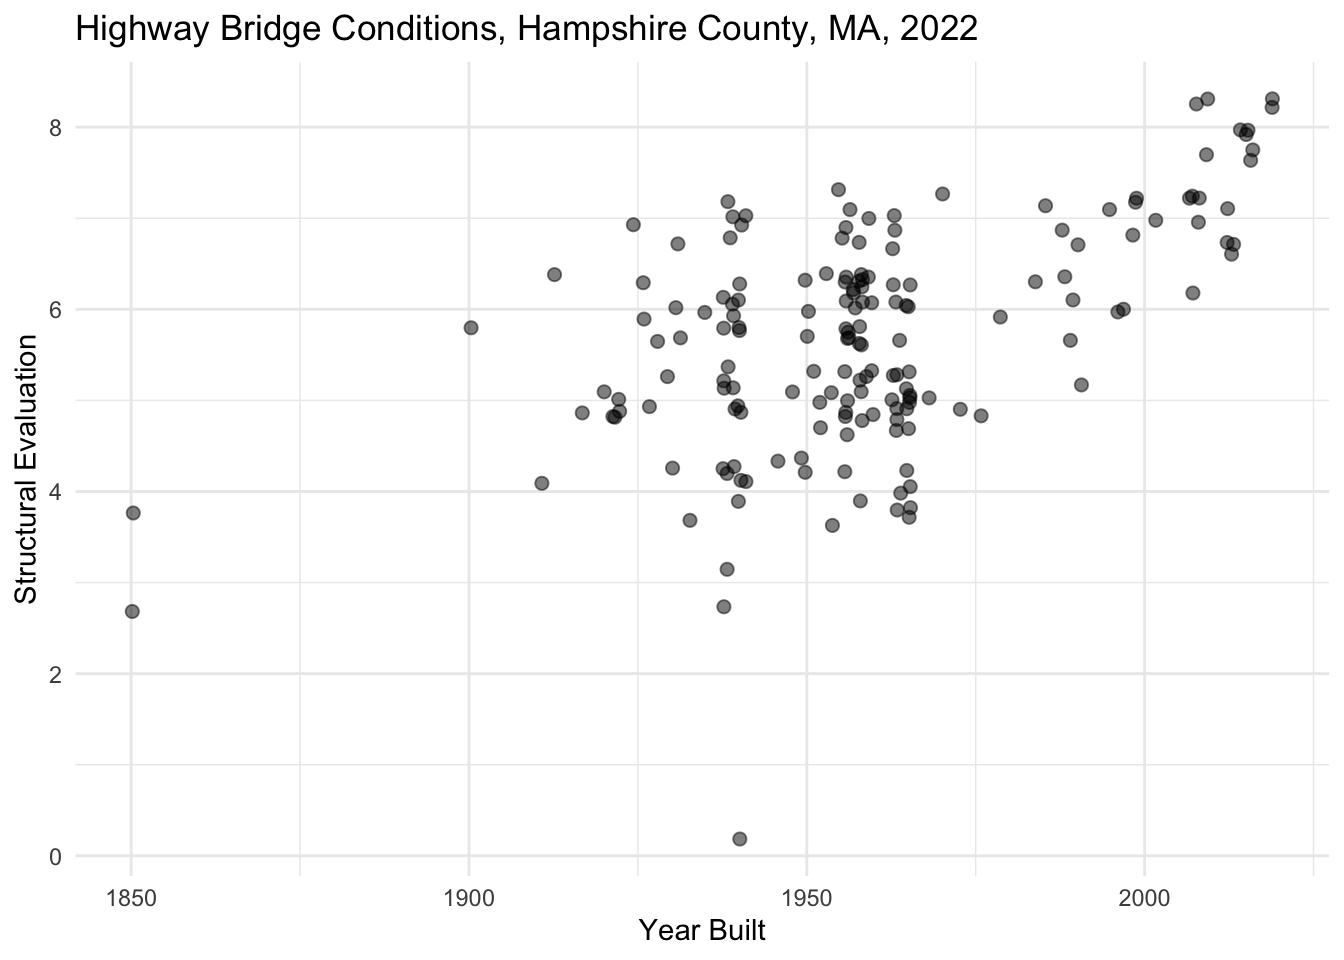 Highway Bridge Conditions, Hampshire County, MA, 2022
Structural Evaluation
8
6
4
2
0
1850 1900 1950 2000
Year Built